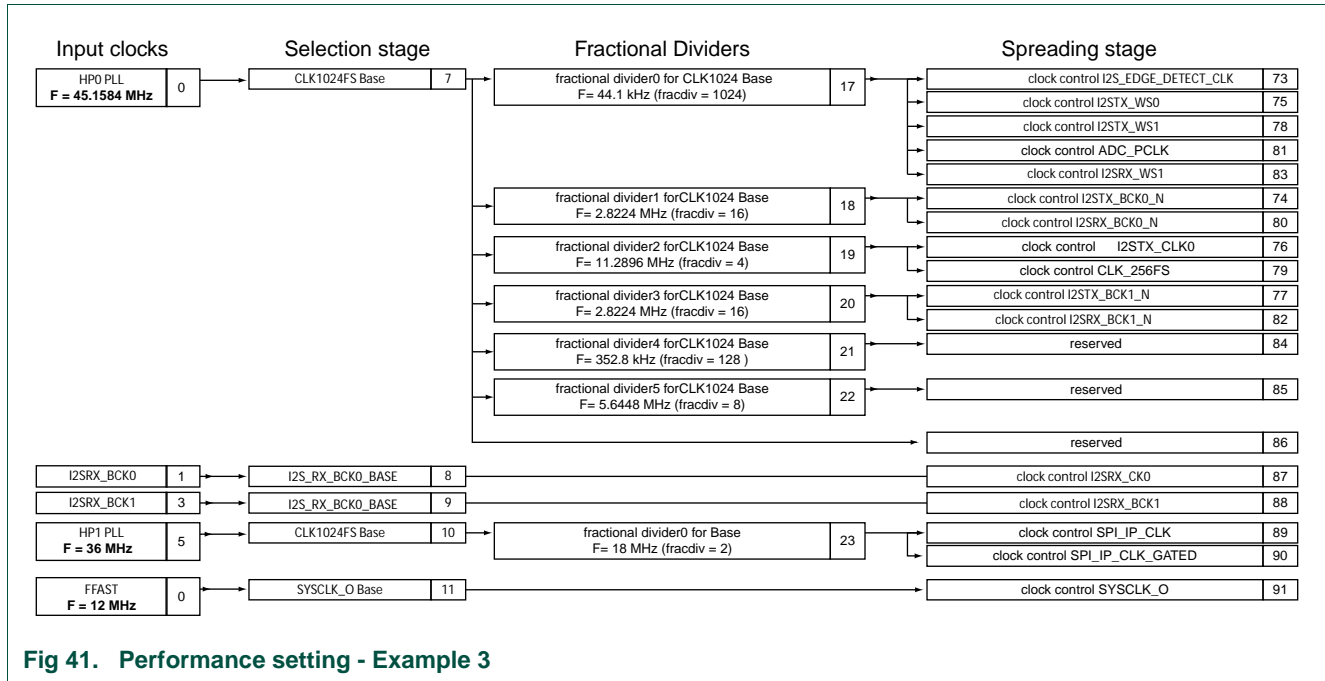 Input clocks
Selection stage
Fractional Dividers
Spreading stage
HP0 PLL
F = 45.1584 MHz
0
CLK1024FS Base
7
fractional divider0 for CLK1024 Base
F= 44.1 kHz (fracdiv = 1024)
17
clock control I2S_EDGE_DETECT_CLK
73
clock control I2STX_WS0
75
clock control I2STX_WS1
78
clock control ADC_PCLK
81
clock control I2SRX_WS1
83
fractional divider1 forCLK1024 Base
F= 2.8224 MHz (fracdiv = 16)
18
clock control I2STX_BCK0_N
74
clock control I2SRX_BCK0_N
80
fractional divider2 forCLK1024 Base
F= 11.2896 MHz (fracdiv = 4)
19
clock control I2STX_CLK0
76
clock control CLK_256FS
79
fractional divider3 forCLK1024 Base
F= 2.8224 MHz (fracdiv = 16)
20
clock control I2STX_BCK1_N
77
clock control I2SRX_BCK1_N
82
fractional divider4 forCLK1024 Base
F= 352.8 kHz (fracdiv = 128 )
21
reserved
84
fractional divider5 forCLK1024 Base
F= 5.6448 MHz (fracdiv = 8)
22
reserved
85
reserved
86
I2SRX_BCK0
1
I2S_RX_BCK0_BASE
8
clock control I2SRX_CK0
87
I2SRX_BCK1
3
I2S_RX_BCK0_BASE
9
clock control I2SRX_BCK1
88
HP1 PLL
F = 36 MHz
5
CLK1024FS Base
10
fractional divider0 for Base
F= 18 MHz (fracdiv = 2)
23
clock control SPI_IP_CLK
89
clock control SPI_IP_CLK_GATED
90
FFAST
F = 12 MHz
0
SYSCLK_O Base
11
clock control SYSCLK_O
91
Fig 41. Performance setting - Example 3